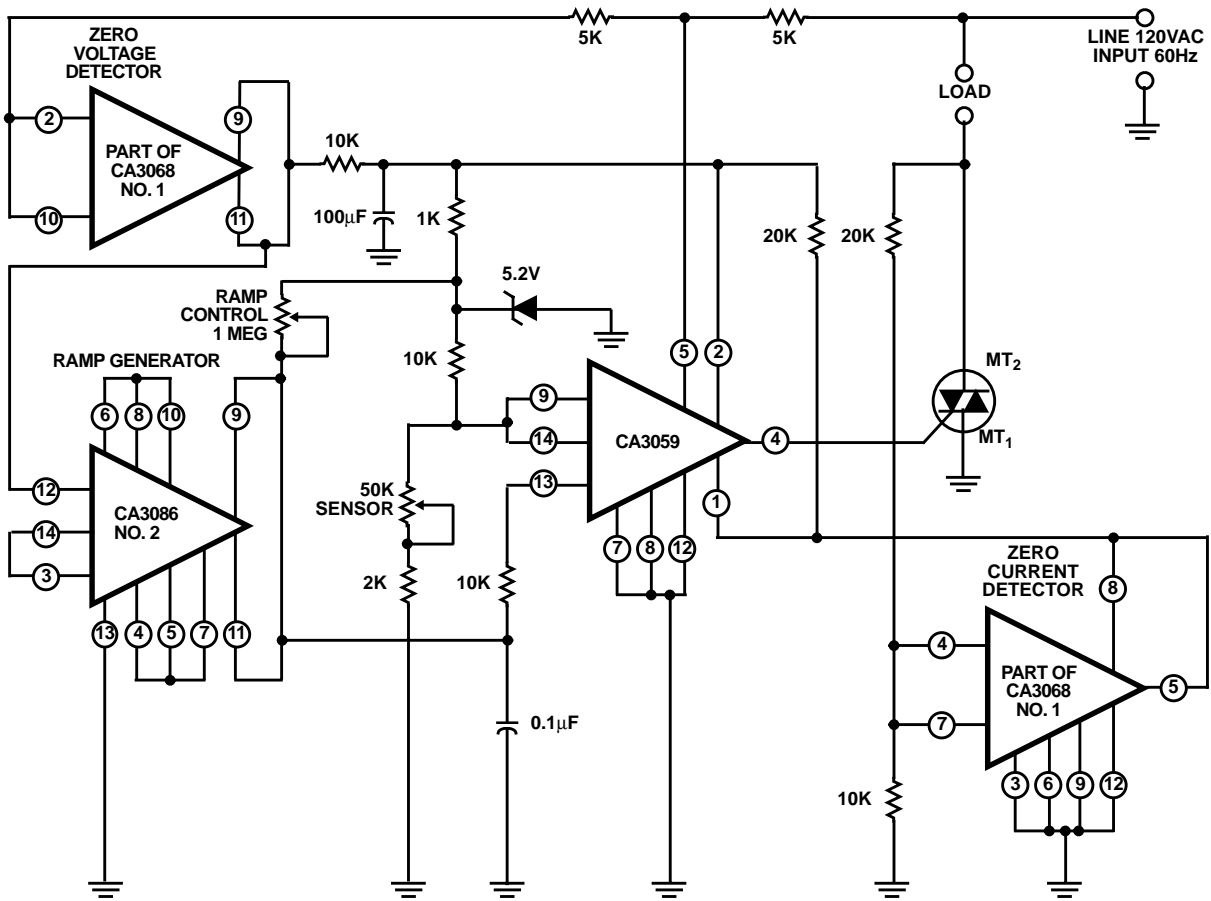 5K
5K
LINE 120VAC
INPUT 60Hz
ZERO
VOLTAGE
DETECTOR
LOAD
2
9
PART OF
CA3068
NO. 1
10
11
10K
100μF
1K
20K
20K
5.2V
RAMP
CONTROL
1 MEG
10K
5
2
MT2
MT1
RAMP GENERATOR
6
8
10
9
9
14
13
CA3059
4
1
12
14
3
CA3086
NO. 2
50K
SENSOR
7
8
12
ZERO
CURRENT
DETECTOR
8
2K
10K
13
4
5
7
11
4
7
PART OF
CA3068
NO. 1
5
0.1μF
10K
3
6
9
12